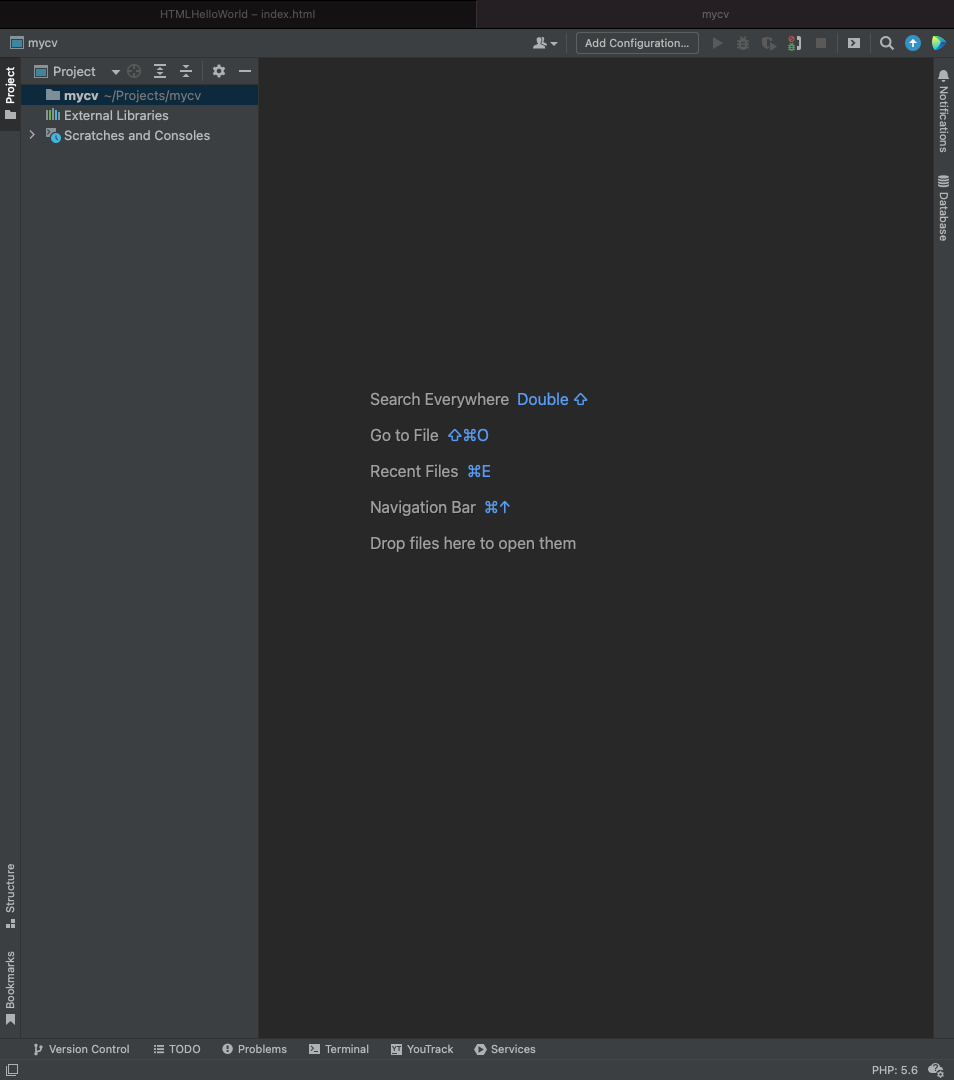 HTMLHelloWorld – index.html
mycv
mycv
Add Configuration...
Project
Project
mycv ~/Projects/mycv
External Libraries
Scratches and Consoles
Notifications
Database
Search Everywhere Double ⇧
Go to File ⇧⌘O
Recent Files ⌘E
Navigation Bar ⌘↑
Drop files here to open them
Structure
Bookmarks
Version Control
TODO
Problems
Terminal
YT
YouTrack
Services
PHP: 5.6